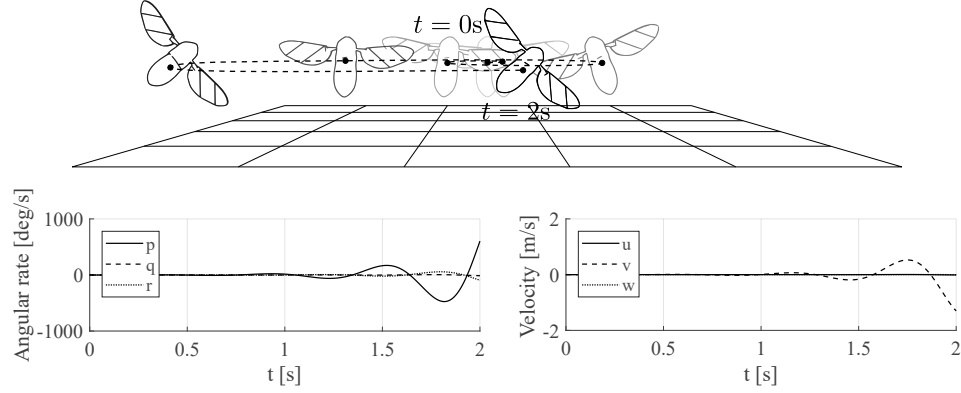 t = 0s
t = 2s
Angular rate [deg/s]
1000
0
-1000
p
q
r
0 0.5 1 1.5 2
t [s]
Velocity [m/s]
2
0
-2
u
v
w
0 0.5 1 1.5 2
t [s]